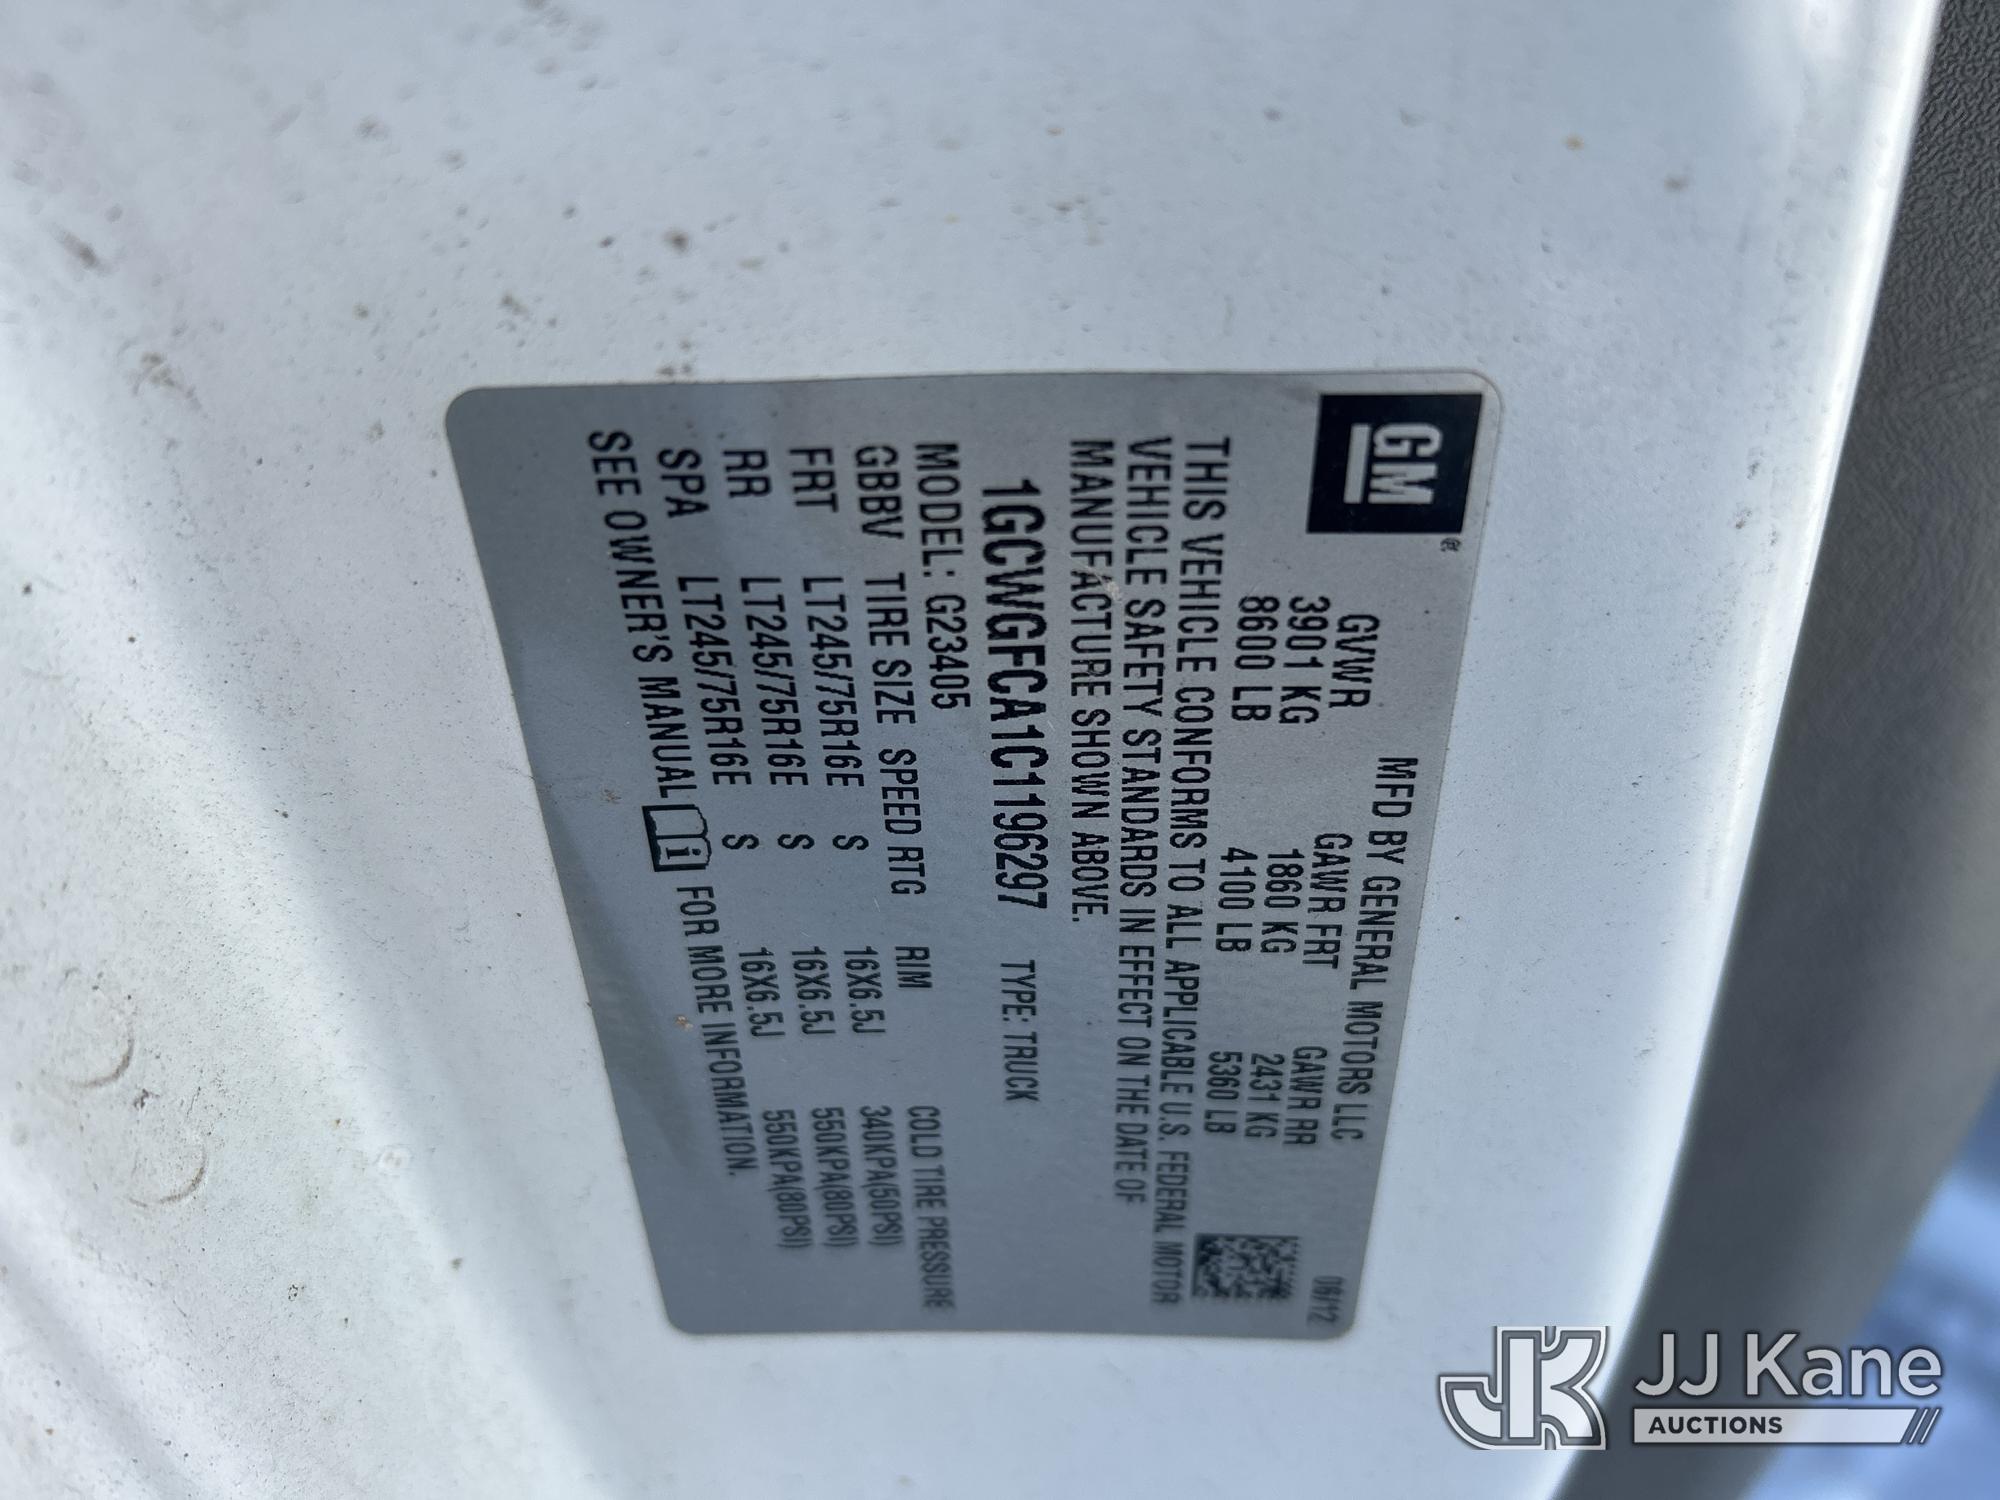 GM®
MFD BY GENERAL MOTORS LLC 06/12
GVWR GAWR FRT GAWR RR
3901 KG 1860 KG 2431 KG
8600 LB 4100 LB 5360 LB
THIS VEHICLE CONFORMS TO ALL APPLICABLE U.S. FEDERAL MOTOR
VEHICLE SAFETY STANDARDS IN EFFECT ON THE DATE OF
MANUFACTURE SHOWN ABOVE.
1GCWGFCA1C1196297 TYPE: TRUCK
MODEL: G23405
GBBV TIRE SIZE SPEED RTG RIM COLD TIRE PRESSURE
FRT LT245/75R16E S 16X6.5J 340KPA(50PSI)
RR LT245/75R16E S 16X6.5J 550KPA(80PSI)
SPA LT245/75R16E S 16X6.5J 550KPA(80PSI)
SEE OWNER'S MANUAL i FOR MORE INFORMATION.
JK JJ Kane
AUCTIONS